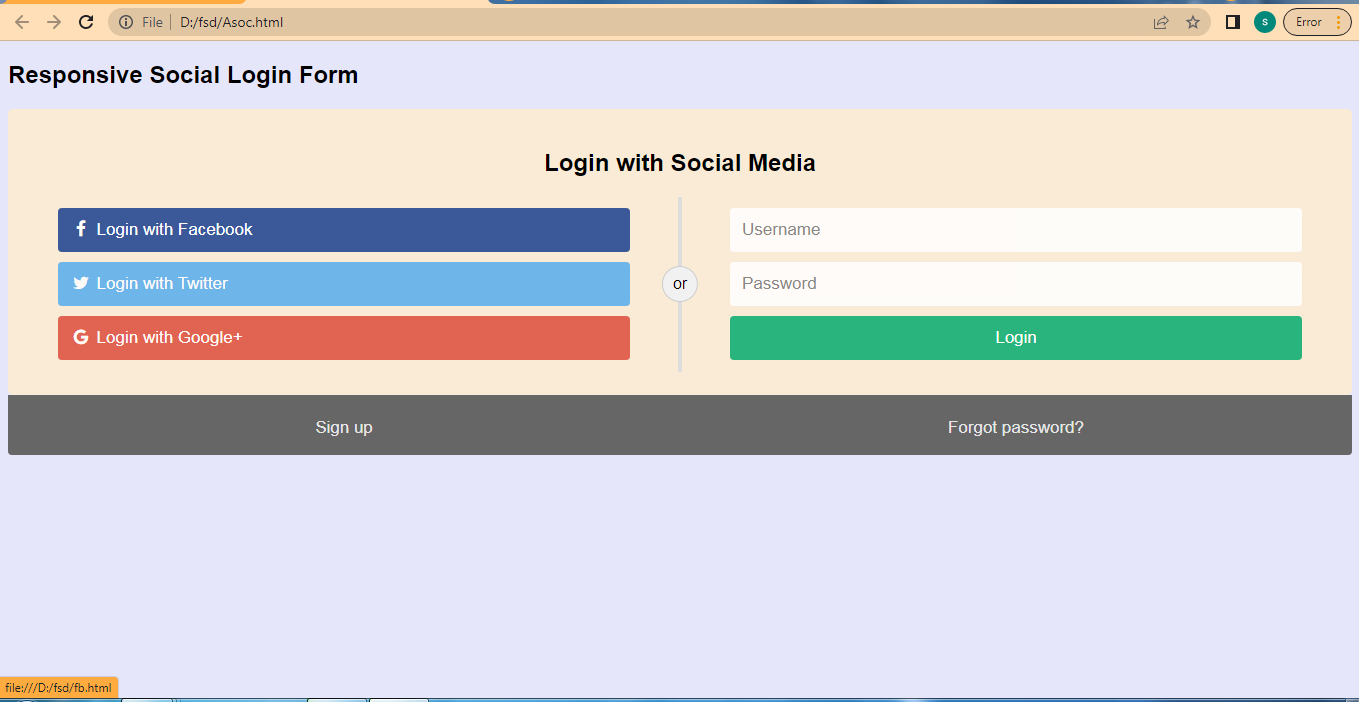 File D:/fsd/Asoc.html s Error
Responsive Social Login Form
Login with Social Media
Login with Facebook Username
Login with Twitter or Password
Login with Google+ Login
Sign up Forgot password?
file:///D:/fsd/fb.html